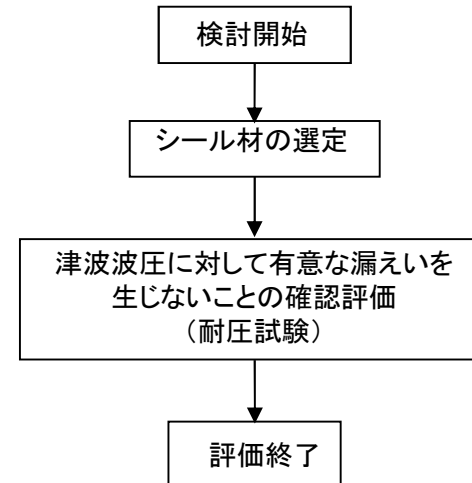 検討開始
シール材の選定
津波波圧に対して有意な漏えいを
生じないことの確認評価
（耐圧試験）
評価終了